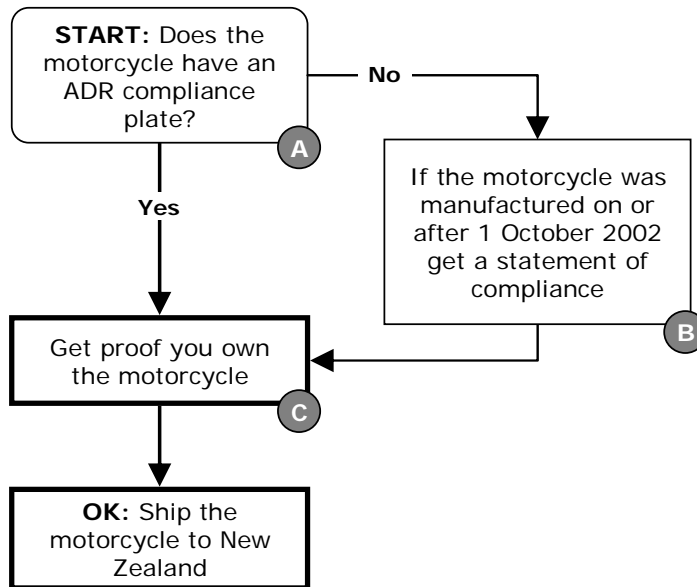 START: Does the
motorcycle have an
ADR compliance
plate?
A
No
Yes
If the motorcycle was
manufactured on or
after 1 October 2002
get a statement of
compliance
B
Get proof you own
the motorcycle
C
OK: Ship the
motorcycle to New
Zealand